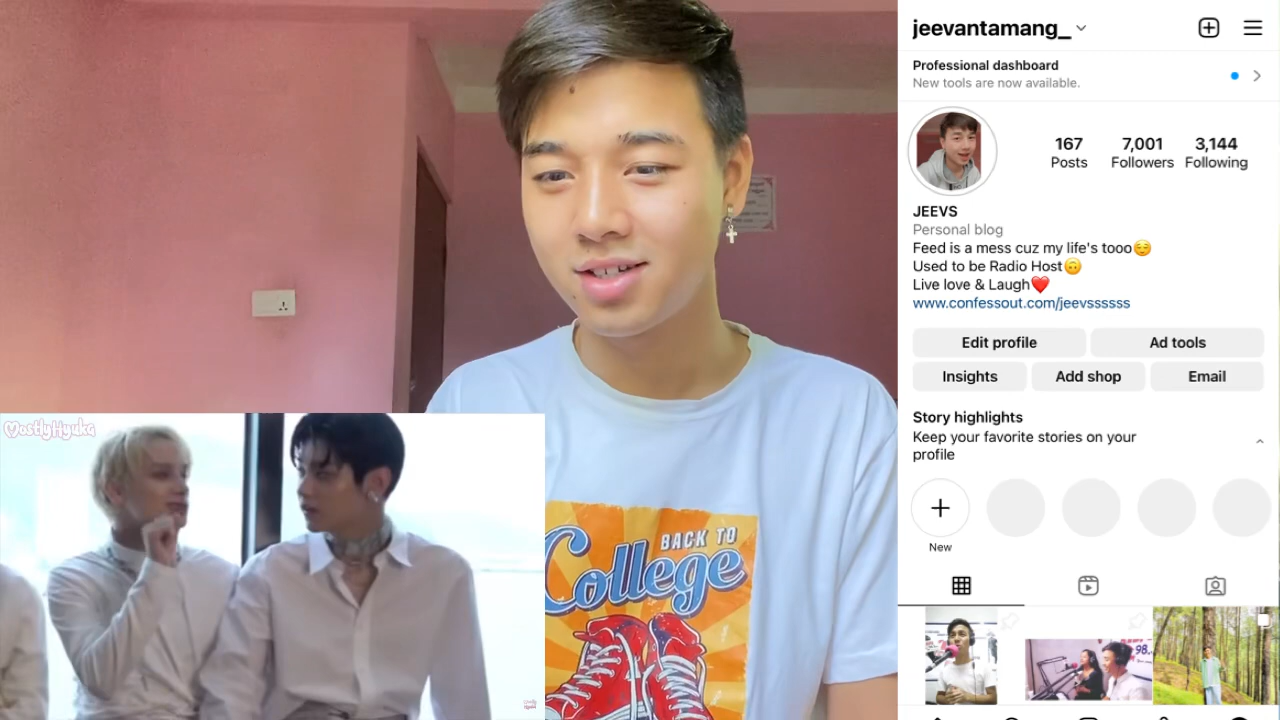 jeevantamang_
Professional dashboard
New tools are now available.
167
Posts
7,001
Followers
3,144
Following
JEEVS
Personal blog
Feed is a mess cuz my life's tooo😌
Used to be Radio Host🙃
Live love & Laugh❤️
www.confessout.com/jeevssssss
Edit profile
Ad tools
Insights
Add shop
Email
Story highlights
Keep your favorite stories on your
profile
New
MostlyHyuka
BACK TO
College
98.